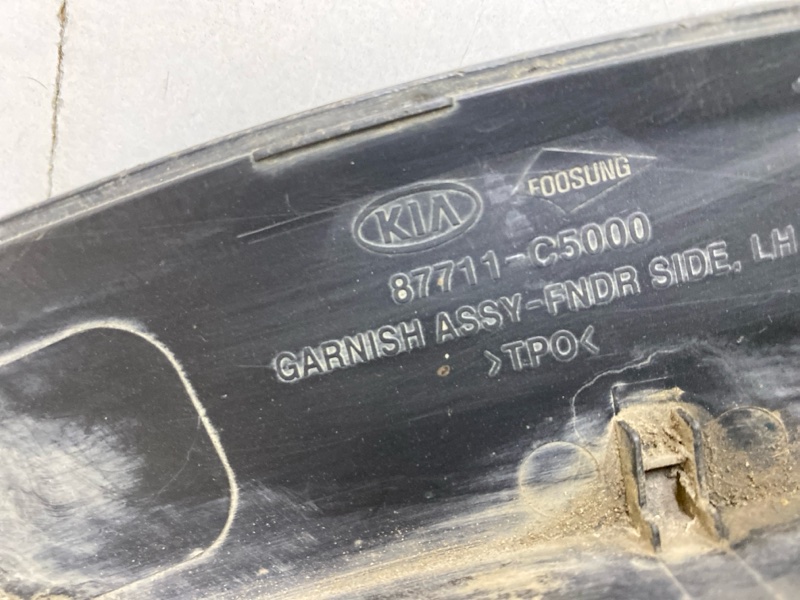 KIA FOOSUNG
87711-C5000
GARNISH ASSY-FNDR SIDE, LH
>TPO<